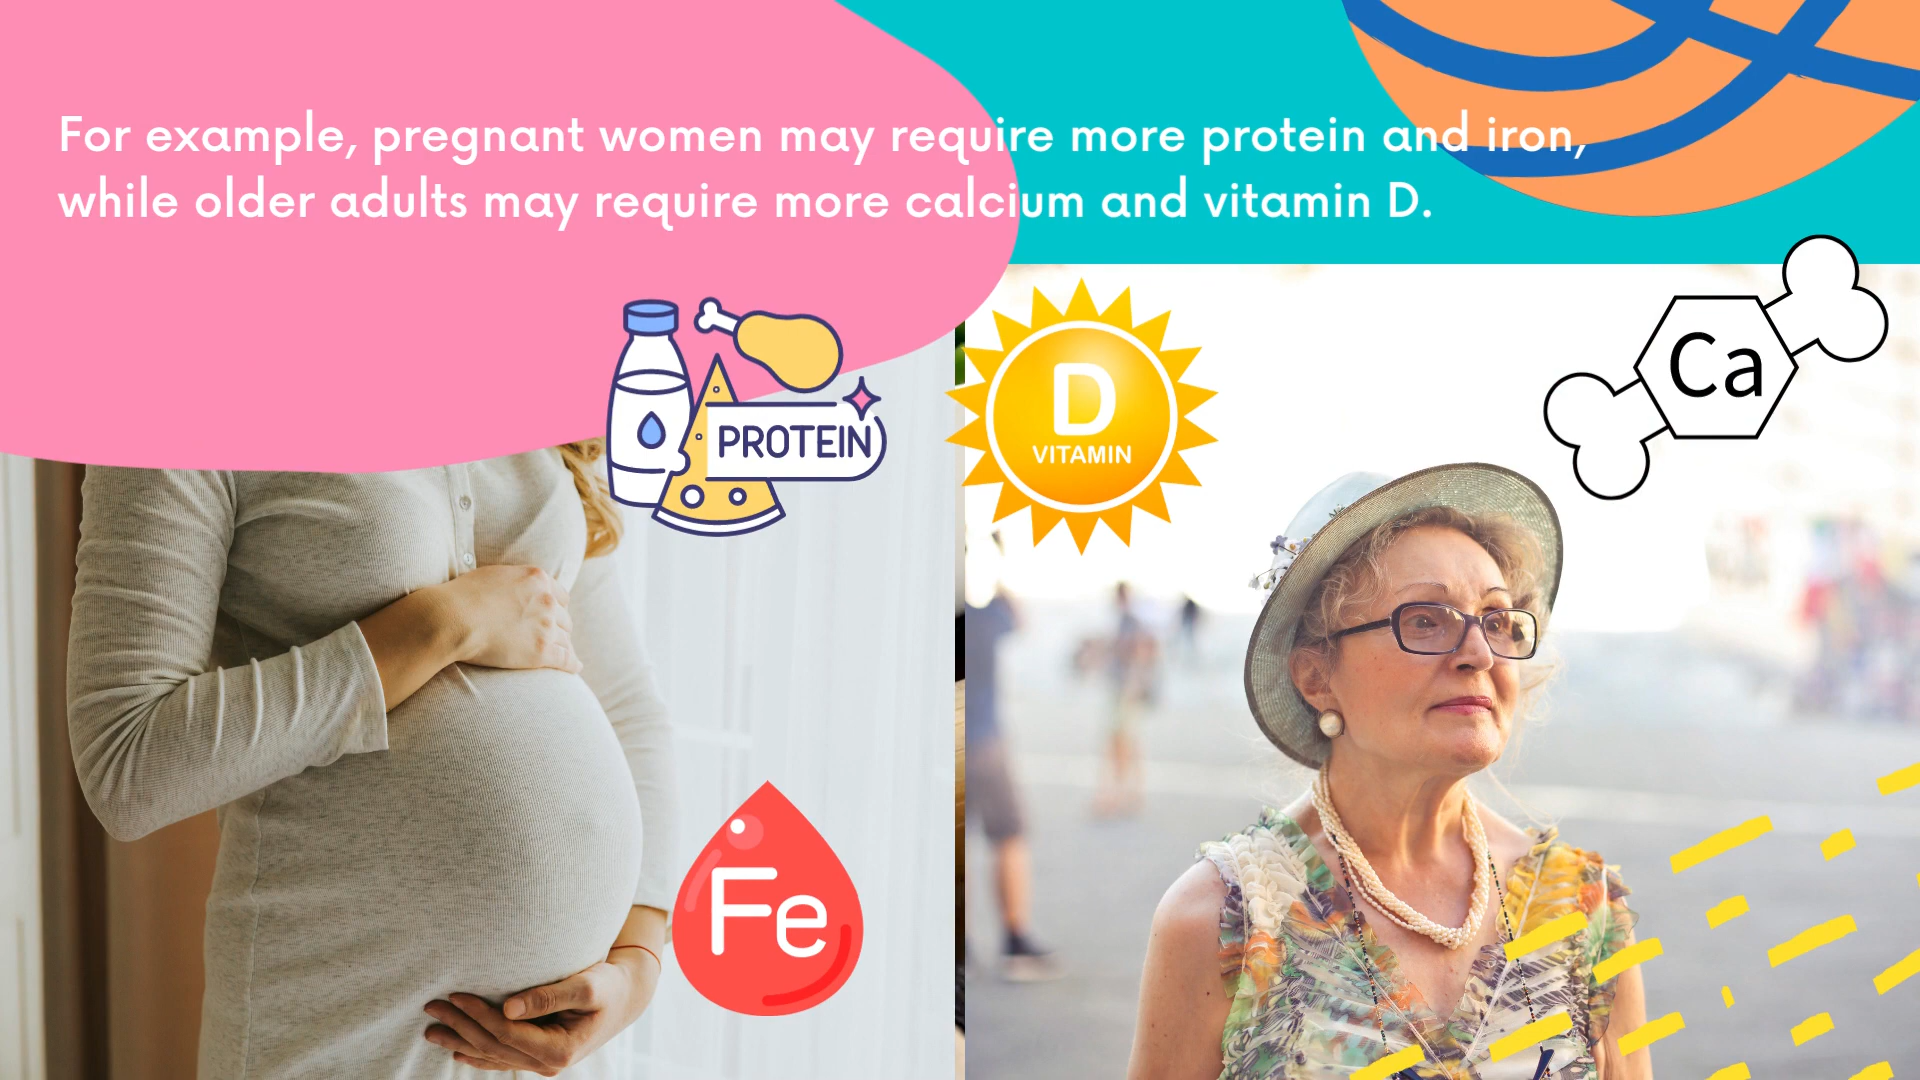 For example, pregnant women may require more protein and iron,
while older adults may require more calcium and vitamin D.
PROTEIN
D
VITAMIN
Ca
Fe